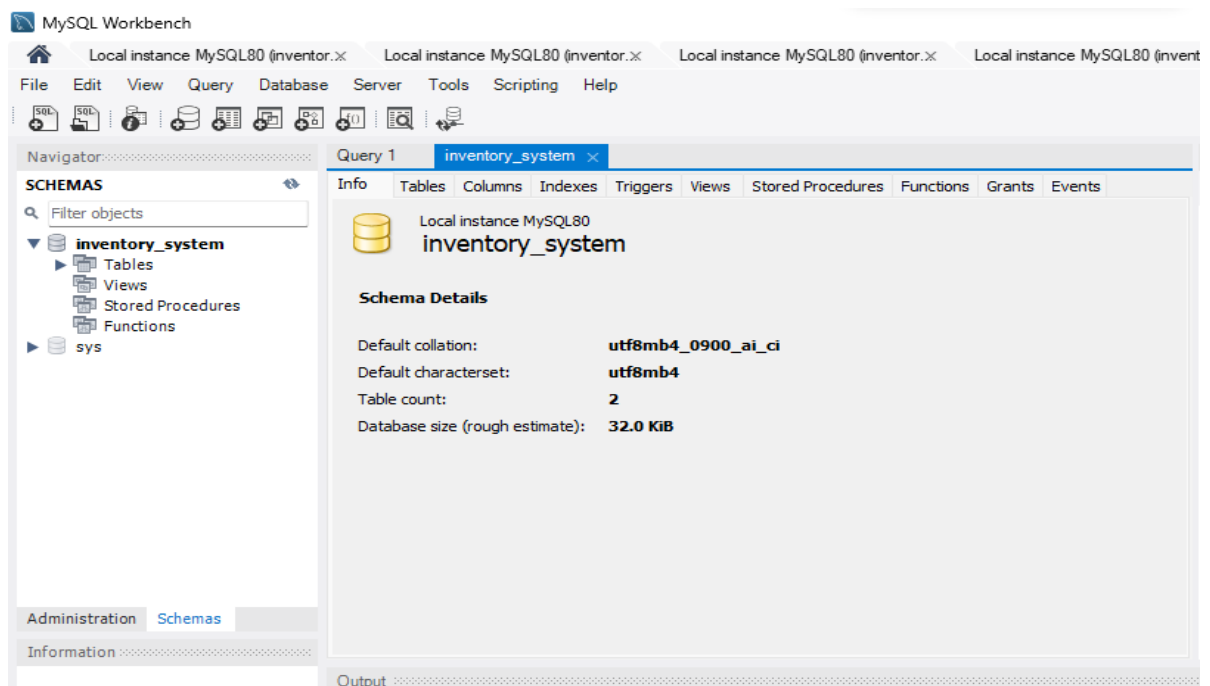 MySQL Workbench
Local instance MySQL80 (inventor. Local instance MySQL80 (inventor. Local instance MySQL80 (inventor. Local instance MySQL80 (invent
File Edit View Query Database Server Tools Scripting Help
SQL SQL
Navigator Query 1 inventory_system
SCHEMAS Info Tables Columns Indexes Triggers Views Stored Procedures Functions Grants Events
Filter objects
Local instance MySQL80
inventory_system
inventory_system
Tables
Views
Stored Procedures
Functions
sys
Schema Details
Default collation: utf8mb4_0900_ai_ci
Default characterset: utf8mb4
Table count: 2
Database size (rough estimate): 32.0 KiB
Administration Schemas
Information
Output